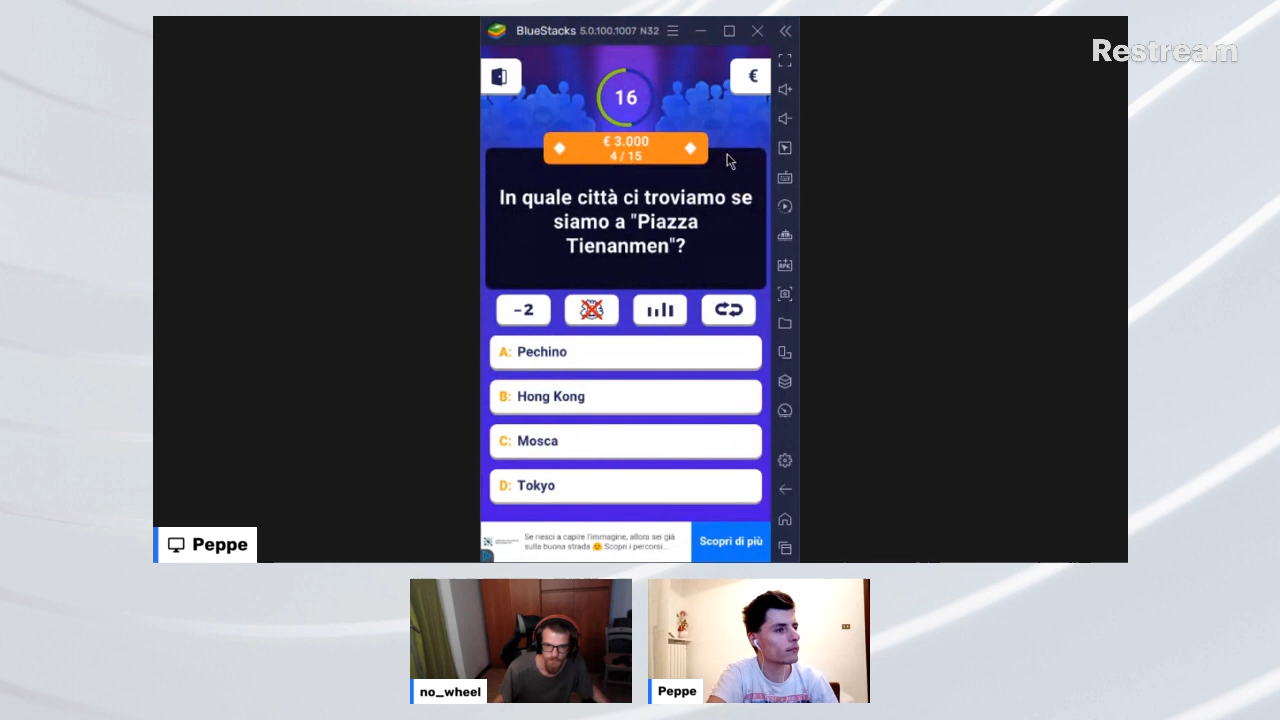 BlueStacks 5.0.100.1007 N32
Restream
€
16
€ 3.000
4 / 15
In quale città ci troviamo se
siamo a "Piazza
Tienanmen"?
-2
A: Pechino
B: Hong Kong
C: Mosca
D: Tokyo
Se riesci a capire l'immagine, allora sei già
sulla buona strada 😊 Scopri i percorsi...
Scopri di più
Peppe
no_wheel
Peppe